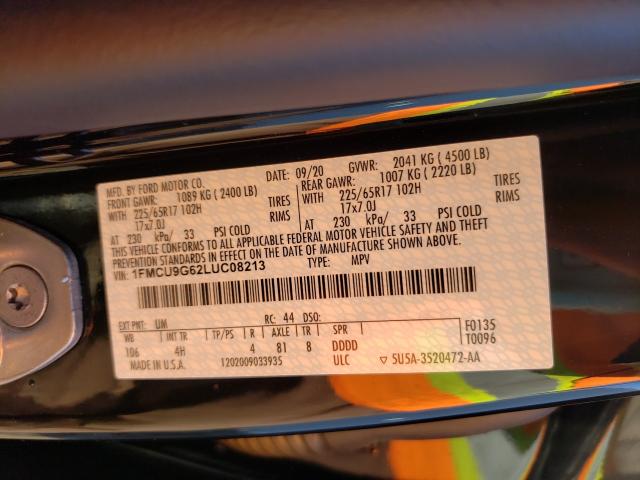 MFD. BY FORD MOTOR CO. DATE: 09/20 GVWR: 2041 KG ( 4500 LB)
FRONT GAWR: 1089 KG ( 2400 LB) REAR GAWR: 1007 KG ( 2220 LB)
WITH 225/65R17 102H TIRES WITH 225/65R17 102H TIRES
17x7.0J RIMS 17x7.0J RIMS
AT 230 kPa/ 33 PSI COLD AT 230 kPa/ 33 PSI COLD
THIS VEHICLE CONFORMS TO ALL APPLICABLE FEDERAL MOTOR VEHICLE SAFETY AND THEFT
PREVENTION STANDARDS IN EFFECT ON THE DATE OF MANUFACTURE SHOWN ABOVE.
VIN: 1FMCU9G62LUC08213 TYPE: MPV
EXT PNT: UM RC: 44 DSO: F0135
WB INT TR TP/PS R AXLE TR SPR T0096
106 4H 4 81 8 DDDD
MADE IN U.S.A. 1202009033935 ULC ▽ 5U5A-3520472-AA